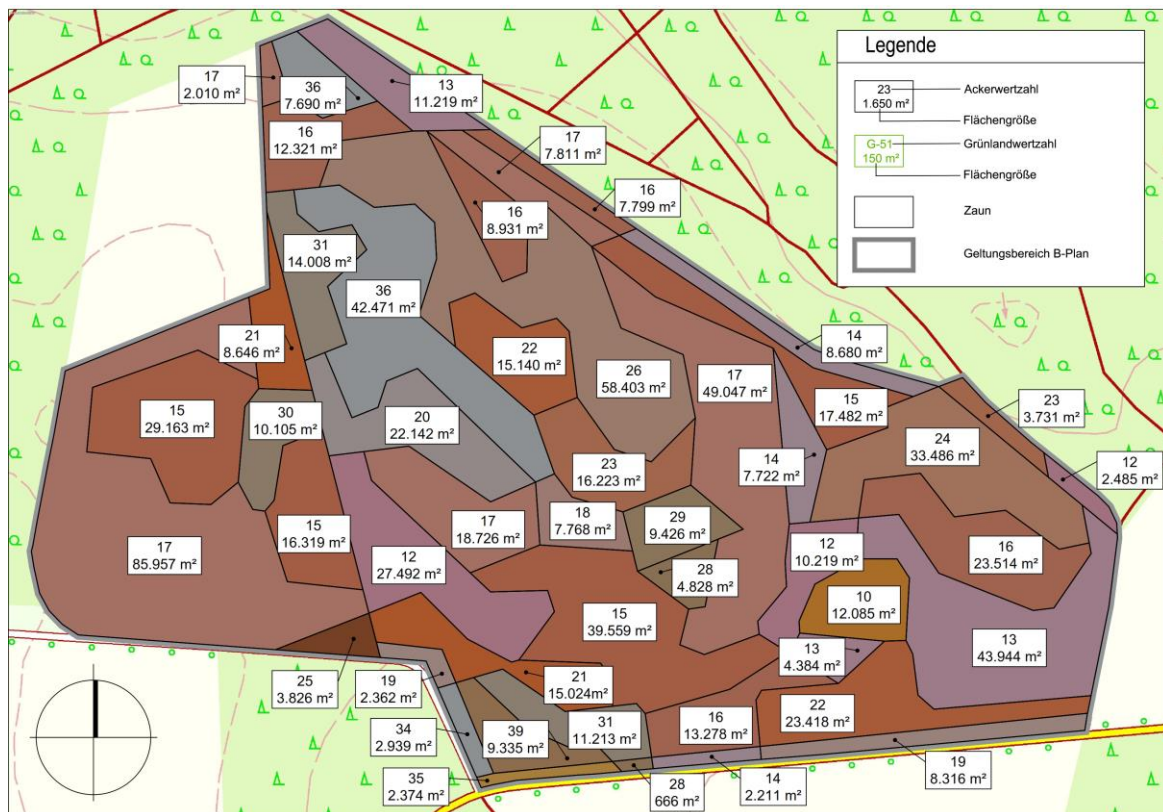 Legende
23
1.650 m²
Ackerwertzahl
Flächengröße
G-51
150 m²
Grünlandwertzahl
Flächengröße
Zaun
Geltungsbereich B-Plan
17
2.010 m²
36
7.690 m²
13
11.219 m²
16
12.321 m²
17
7.811 m²
16
7.799 m²
16
8.931 m²
31
14.008 m²
36
42.471 m²
21
8.646 m²
22
15.140 m²
26
58.403 m²
17
49.047 m²
14
8.680 m²
15
17.482 m²
23
3.731 m²
15
29.163 m²
30
10.105 m²
20
22.142 m²
24
33.486 m²
23
16.223 m²
14
7.722 m²
12
2.485 m²
17
85.957 m²
15
16.319 m²
17
18.726 m²
18
7.768 m²
29
9.426 m²
12
27.492 m²
28
4.828 m²
12
10.219 m²
16
23.514 m²
10
12.085 m²
15
39.559 m²
13
4.384 m²
13
43.944 m²
25
3.826 m²
19
2.362 m²
21
15.024m²
34
2.939 m²
39
9.335 m²
31
11.213 m²
16
13.278 m²
22
23.418 m²
35
2.374 m²
28
666 m²
14
2.211 m²
19
8.316 m²